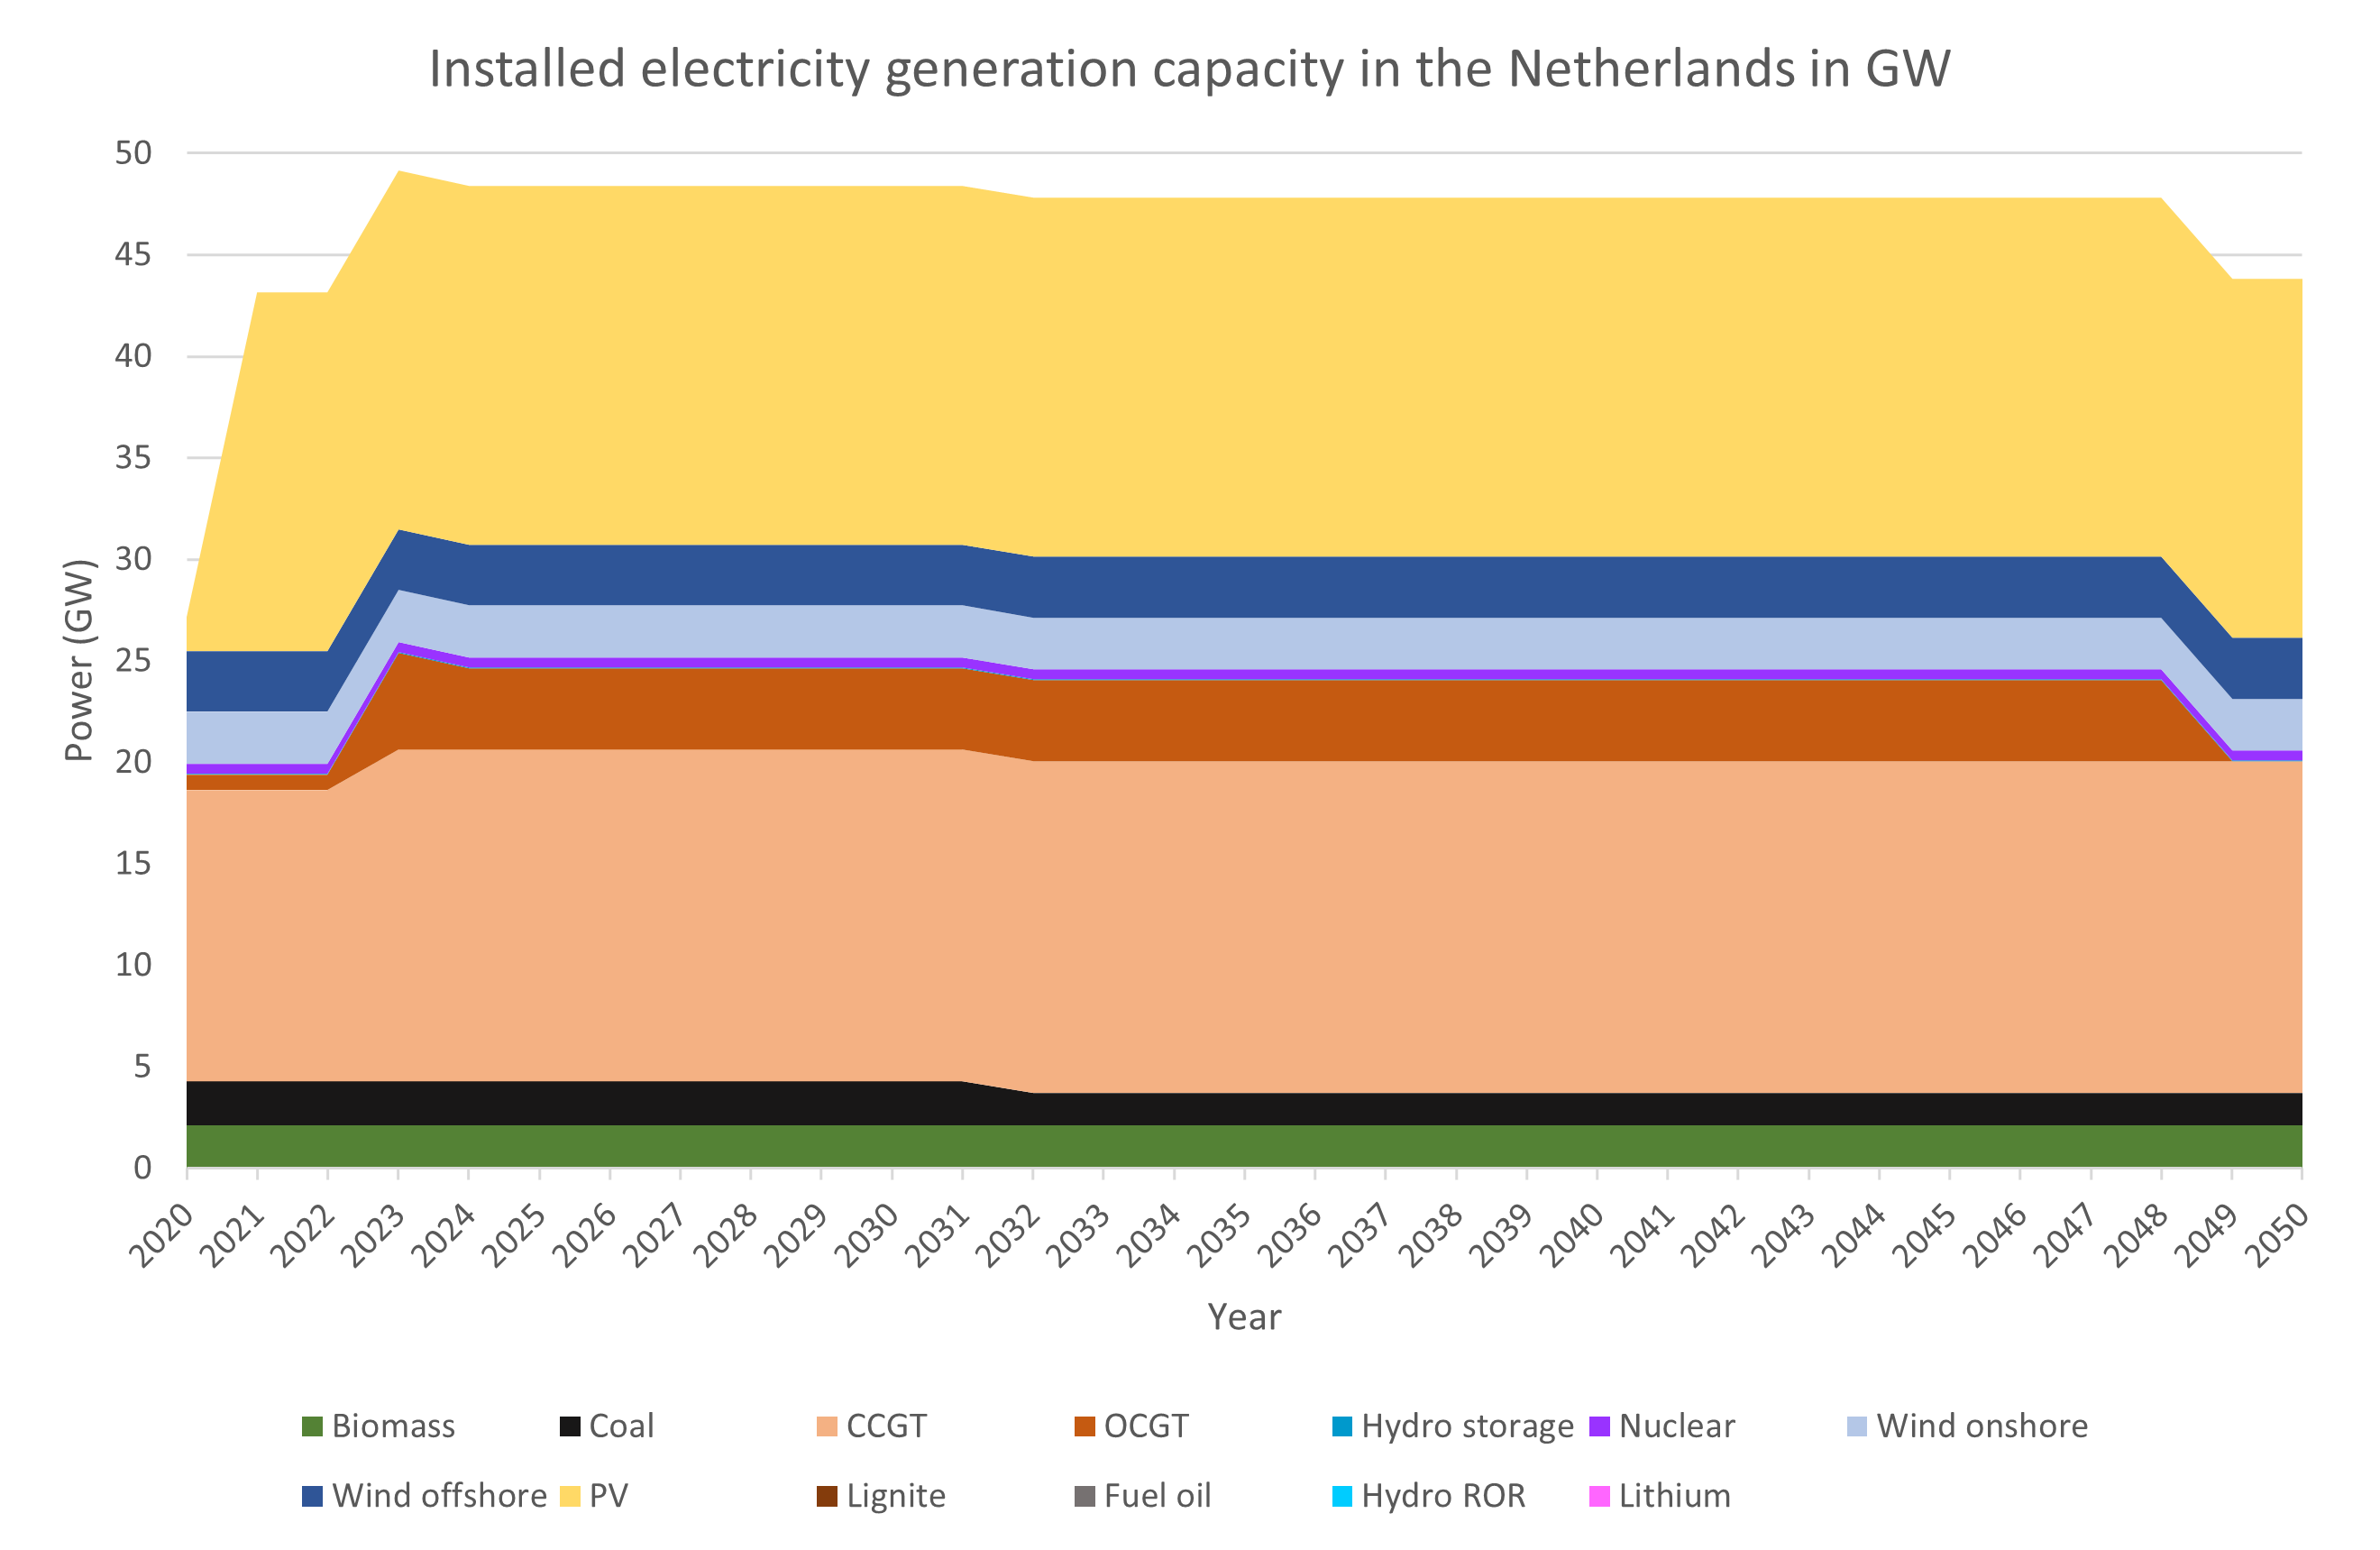 Installed electricity generation capacity in the Netherlands in GW
50
45
40
35
30
25
20
15
10
5
0
Power (GW)
2020 2021 2022 2023 2024 2025 2026 2027 2028 2029 2030 2031 2032 2033 2034 2035 2036 2037 2038 2039 2040 2041 2042 2043 2044 2045 2046 2047 2048 2049 2050
Year
Biomass Coal CCGT OCGT Hydro storage Nuclear Wind onshore
Wind offshore PV Lignite Fuel oil Hydro ROR Lithium